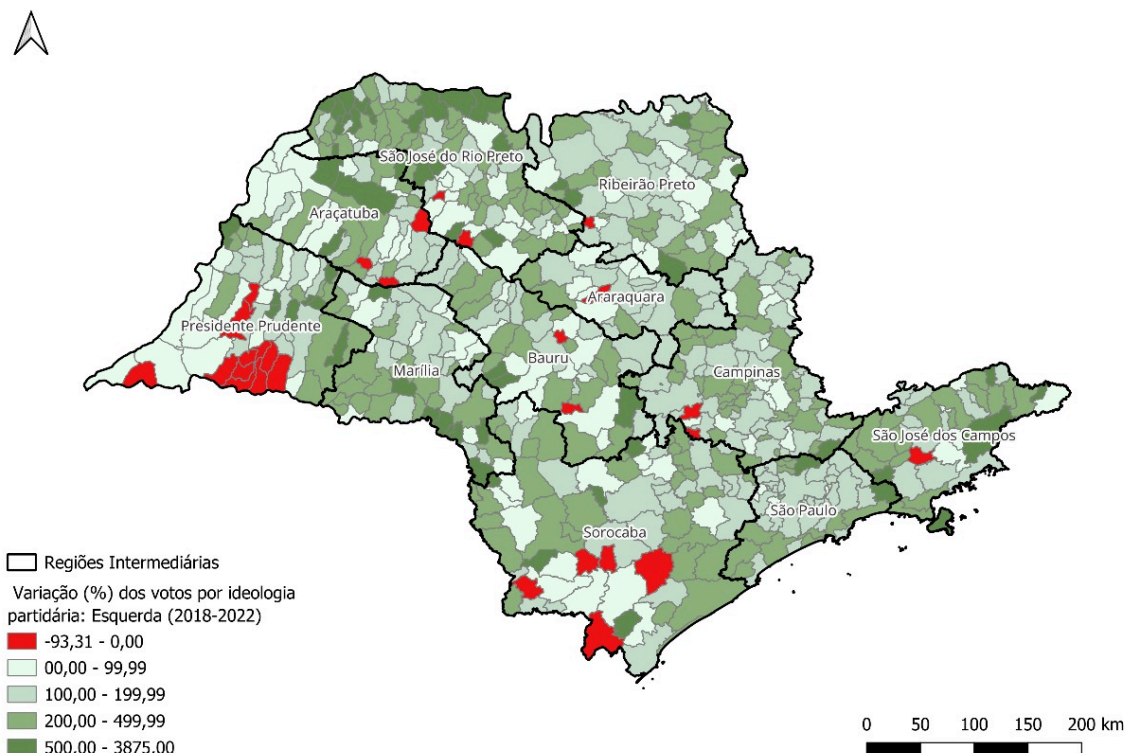 São José do Rio Preto
Ribeirão Preto
Araçatuba
Araraquara
Presidente Prudente
Bauru
Marília
Campinas
São José dos Campos
São Paulo
Sorocaba
Regiões Intermediárias
Variação (%) dos votos por ideologia
partidária: Esquerda (2018-2022)
-93,31 - 0,00
00,00 - 99,99
100,00 - 199,99
200,00 - 499,99
500,00 - 3875,00
0 50 100 150 200 km